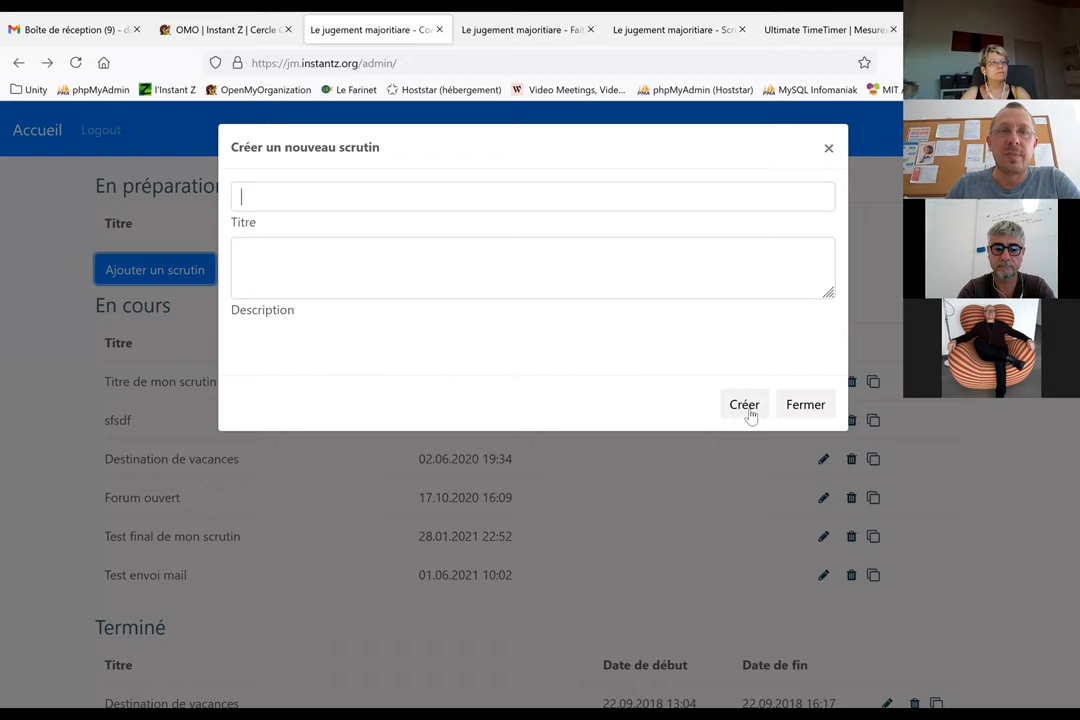 Boîte de réception (9) - d
OMO | Instant Z | Cercle
Le jugement majoritiare - Co
Le jugement majoritiare - Fai
Le jugement majoritiare - Scr
Ultimate TimeTimer | Mesure
https://jm.instantz.org/admin/
Unity
phpMyAdmin
l'Instant Z
OpenMyOrganization
Le Farinet
Hoststar (hébergement)
Video Meetings, Vide...
phpMyAdmin (Hoststar)
MySQL Infomaniak
MIT
Accueil
Logout
Créer un nouveau scrutin
Titre
Description
Créer
Fermer
En préparation
Titre
Ajouter un scrutin
En cours
Titre
Titre de mon scrutin
sfsdf
Destination de vacances 02.06.2020 19:34
Forum ouvert 17.10.2020 16:09
Test final de mon scrutin 28.01.2021 22:52
Test envoi mail 01.06.2021 10:02
Terminé
Titre Date de début Date de fin
Destination de vacances 22.09.2018 13:04 22.09.2018 16:17